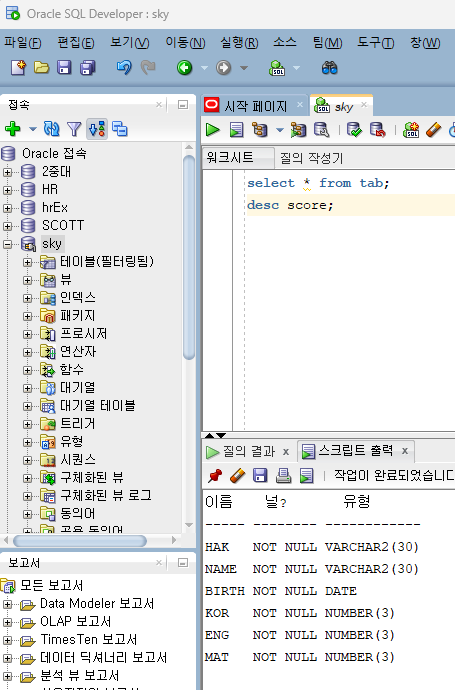 Oracle SQL Developer : sky
파일(F) 편집(E) 보기(V) 이동(N) 실행(R) 소스 팀(M) 도구(T) 창(W)
SQL
접속
Oracle 접속
2중대
HR
hrEx
SCOTT
sky
테이블(필터링됨)
뷰
인덱스
패키지
프로시저
연산자
함수
대기열
대기열 테이블
트리거
유형
시퀀스
구체화된 뷰
구체화된 뷰 로그
동의어
공용 동의어
보고서
모든 보고서
Data Modeler 보고서
OLAP 보고서
TimesTen 보고서
데이터 딕셔너리 보고서
분석 뷰 보고서
시작 페이지 sky
워크시트 질의 작성기
select * from tab;
desc score;
질의 결과 x 스크립트 출력 x
작업이 완료되었습니다
이름 널? 유형
----- -------- ------------
HAK NOT NULL VARCHAR2(30)
NAME NOT NULL VARCHAR2(30)
BIRTH NOT NULL DATE
KOR NOT NULL NUMBER(3)
ENG NOT NULL NUMBER(3)
MAT NOT NULL NUMBER(3)